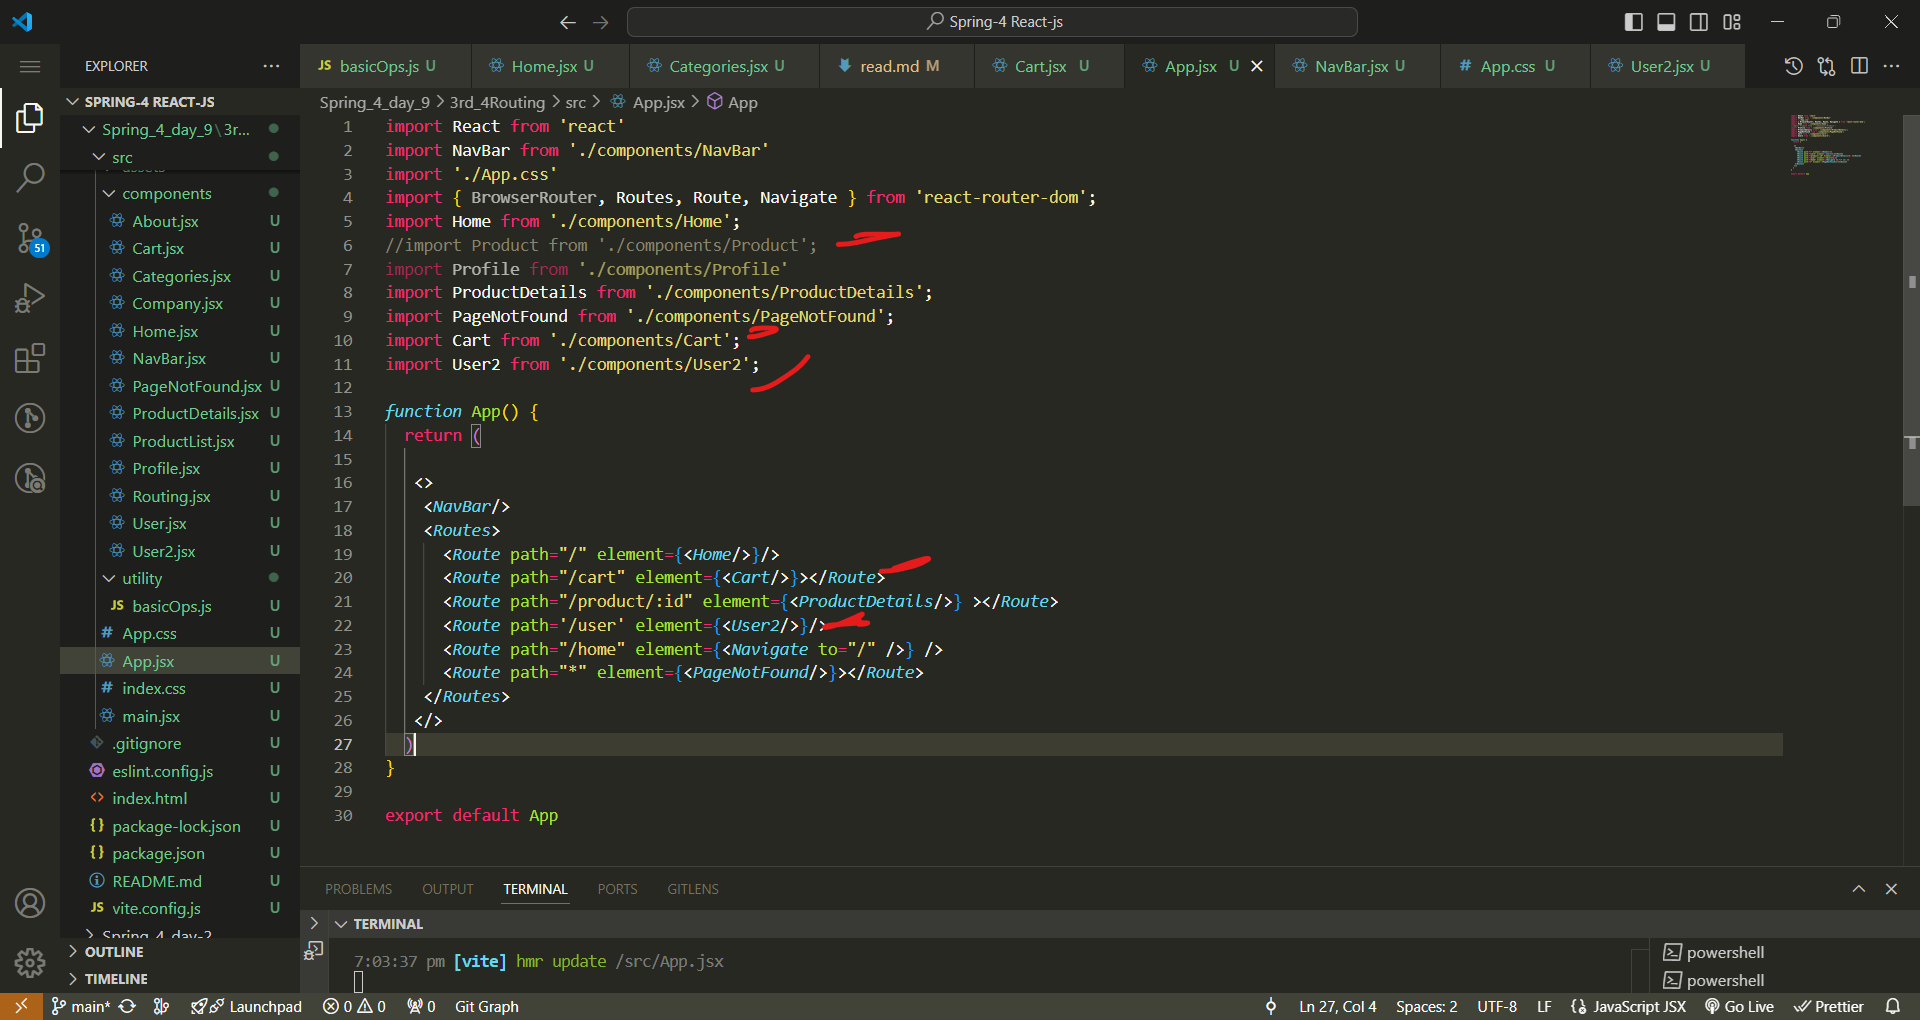 Spring-4 React-js
EXPLORER
SPRING-4 REACT-JS
Spring_4_day_9\3r...
src
components
About.jsx U
Cart.jsx U
Categories.jsx U
Company.jsx U
Home.jsx U
NavBar.jsx U
PageNotFound.jsx U
ProductDetails.jsx U
ProductList.jsx U
Profile.jsx U
Routing.jsx U
User.jsx U
User2.jsx U
utility
JS basicOps.js U
# App.css U
App.jsx U
# index.css U
main.jsx U
.gitignore U
eslint.config.js U
<> index.html U
{} package-lock.json U
{} package.json U
README.md U
JS vite.config.js U
OUTLINE
TIMELINE
51
JS basicOps.js U
Home.jsx U
Categories.jsx U
read.md M
Cart.jsx U
App.jsx U
NavBar.jsx U
# App.css U
User2.jsx U
Spring_4_day_9 > 3rd_4Routing > src > App.jsx > App
1 import React from 'react'
2 import NavBar from './components/NavBar'
3 import './App.css'
4 import { BrowserRouter, Routes, Route, Navigate } from 'react-router-dom';
5 import Home from './components/Home';
6 //import Product from './components/Product';
7 import Profile from './components/Profile'
8 import ProductDetails from './components/ProductDetails';
9 import PageNotFound from './components/PageNotFound';
10 import Cart from './components/Cart';
11 import User2 from './components/User2';
12
13 function App() {
14 return (
15
16 <>
17 <NavBar/>
18 <Routes>
19 <Route path="/" element={<Home/>}/>
20 <Route path="/cart" element={<Cart/>}></Route>
21 <Route path="/product/:id" element={<ProductDetails/>} ></Route>
22 <Route path='/user' element={<User2/>}/>
23 <Route path="/home" element={<Navigate to="/" />} />
24 <Route path="*" element={<PageNotFound/>}></Route>
25 </Routes>
26 </>
27 )
28 }
29
30 export default App
PROBLEMS OUTPUT TERMINAL PORTS GITLENS
TERMINAL
7:03:37 pm [vite] hmr update /src/App.jsx
powershell
powershell
main* Launchpad 0 0 0 Git Graph Ln 27, Col 4 Spaces: 2 UTF-8 LF {} JavaScript JSX Go Live Prettier